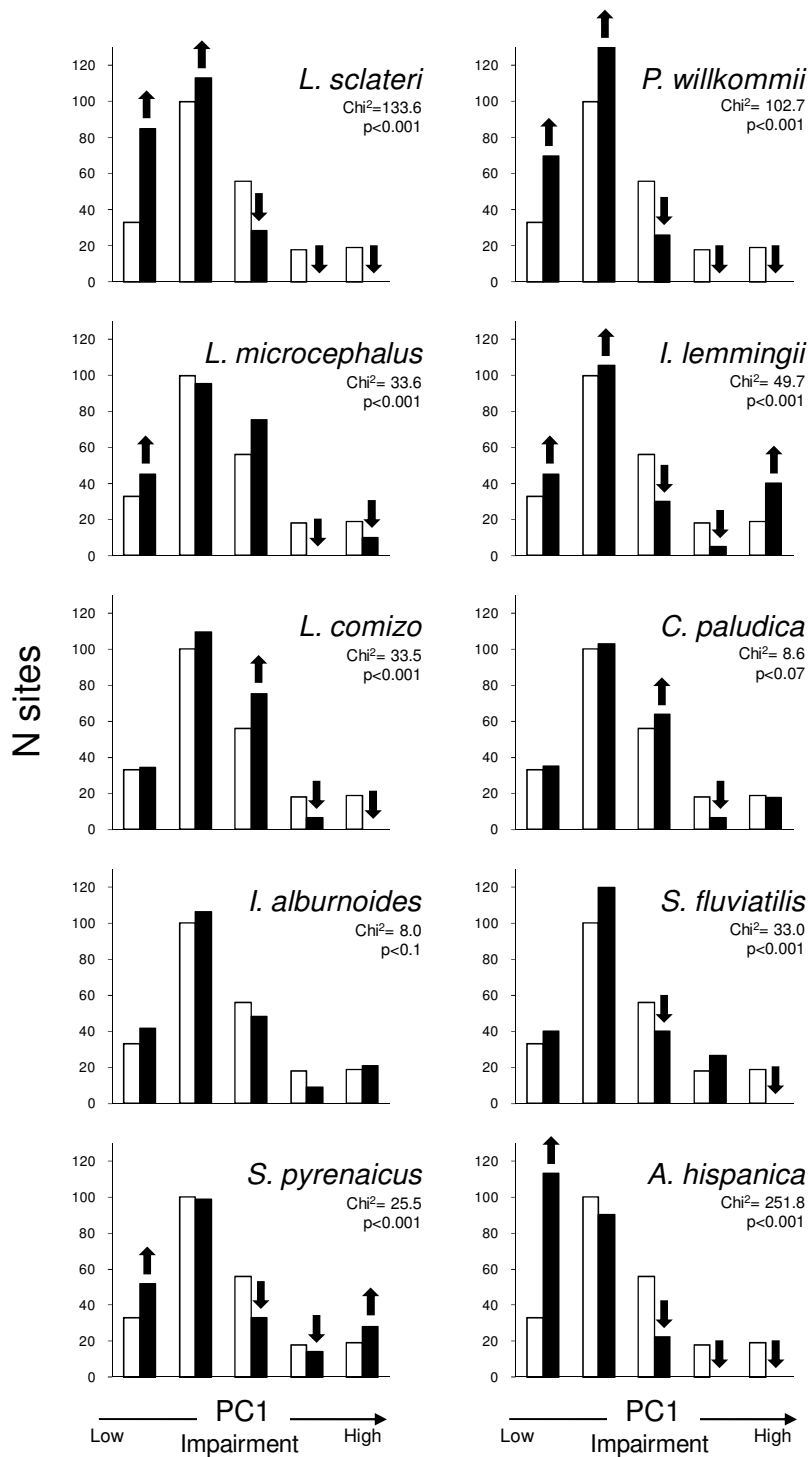 L. sclateri
Chi²=133.6
p<0.001
120
100
80
60
40
20
0
P. willkommii
Chi²= 102.7
p<0.001
120
100
80
60
40
20
0
L. microcephalus
Chi²= 33.6
p<0.001
120
100
80
60
40
20
0
I. lemmingii
Chi²= 49.7
p<0.001
120
100
80
60
40
20
0
N sites
L. comizo
Chi²= 33.5
p<0.001
120
100
80
60
40
20
0
C. paludica
Chi²= 8.6
p<0.07
120
100
80
60
40
20
0
I. alburnoides
Chi²= 8.0
p<0.1
120
100
80
60
40
20
0
S. fluviatilis
Chi²= 33.0
p<0.001
120
100
80
60
40
20
0
S. pyrenaicus
Chi²= 25.5
p<0.001
120
100
80
60
40
20
0
A. hispanica
Chi²= 251.8
p<0.001
120
100
80
60
40
20
0
PC1
Low Impairment High
PC1
Low Impairment High